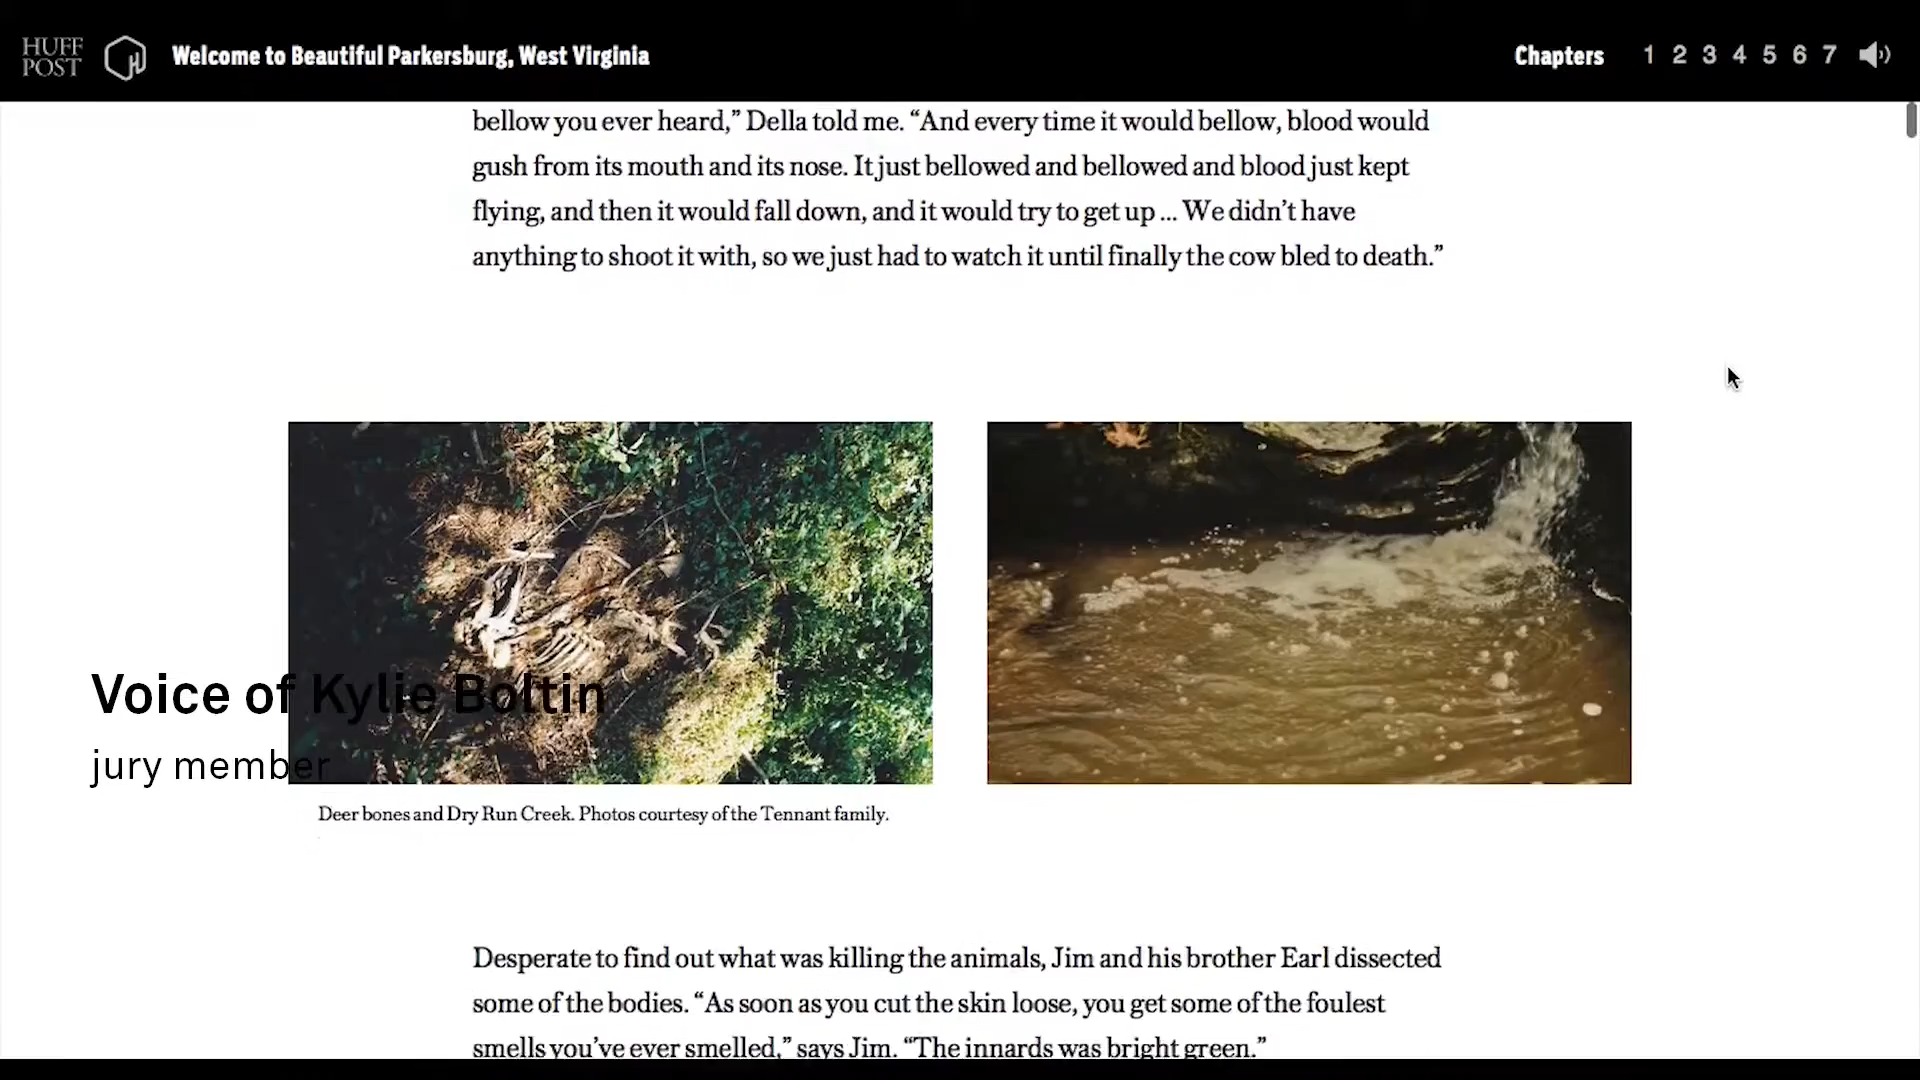 HUFF
POST
Welcome to Beautiful Parkersburg, West Virginia
Chapters 1 2 3 4 5 6 7
bellow you ever heard,” Della told me. “And every time it would bellow, blood would
gush from its mouth and its nose. It just bellowed and bellowed and blood just kept
flying, and then it would fall down, and it would try to get up ... We didn’t have
anything to shoot it with, so we just had to watch it until finally the cow bled to death.”
Voice of Kylie Boltin
jury member
Deer bones and Dry Run Creek. Photos courtesy of the Tennant family.
Desperate to find out what was killing the animals, Jim and his brother Earl dissected
some of the bodies. “As soon as you cut the skin loose, you get some of the foulest
smells you’ve ever smelled,” says Jim. “The innards was bright green.”